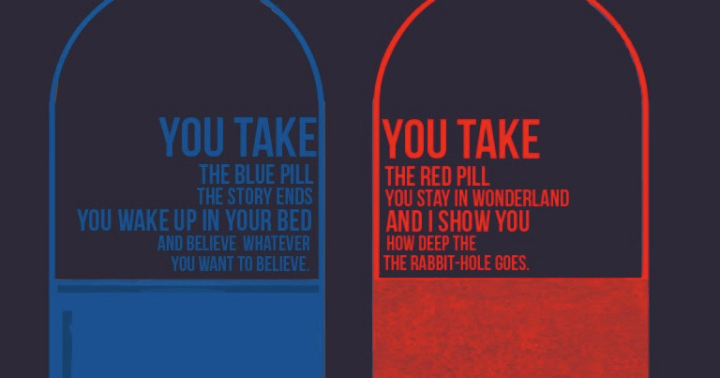 YOU TAKE
THE BLUE PILL
THE STORY ENDS
YOU WAKE UP IN YOUR BED
AND BELIEVE WHATEVER
YOU WANT TO BELIEVE.
YOU TAKE
THE RED PILL
YOU STAY IN WONDERLAND
AND I SHOW YOU
HOW DEEP THE
THE RABBIT-HOLE GOES.